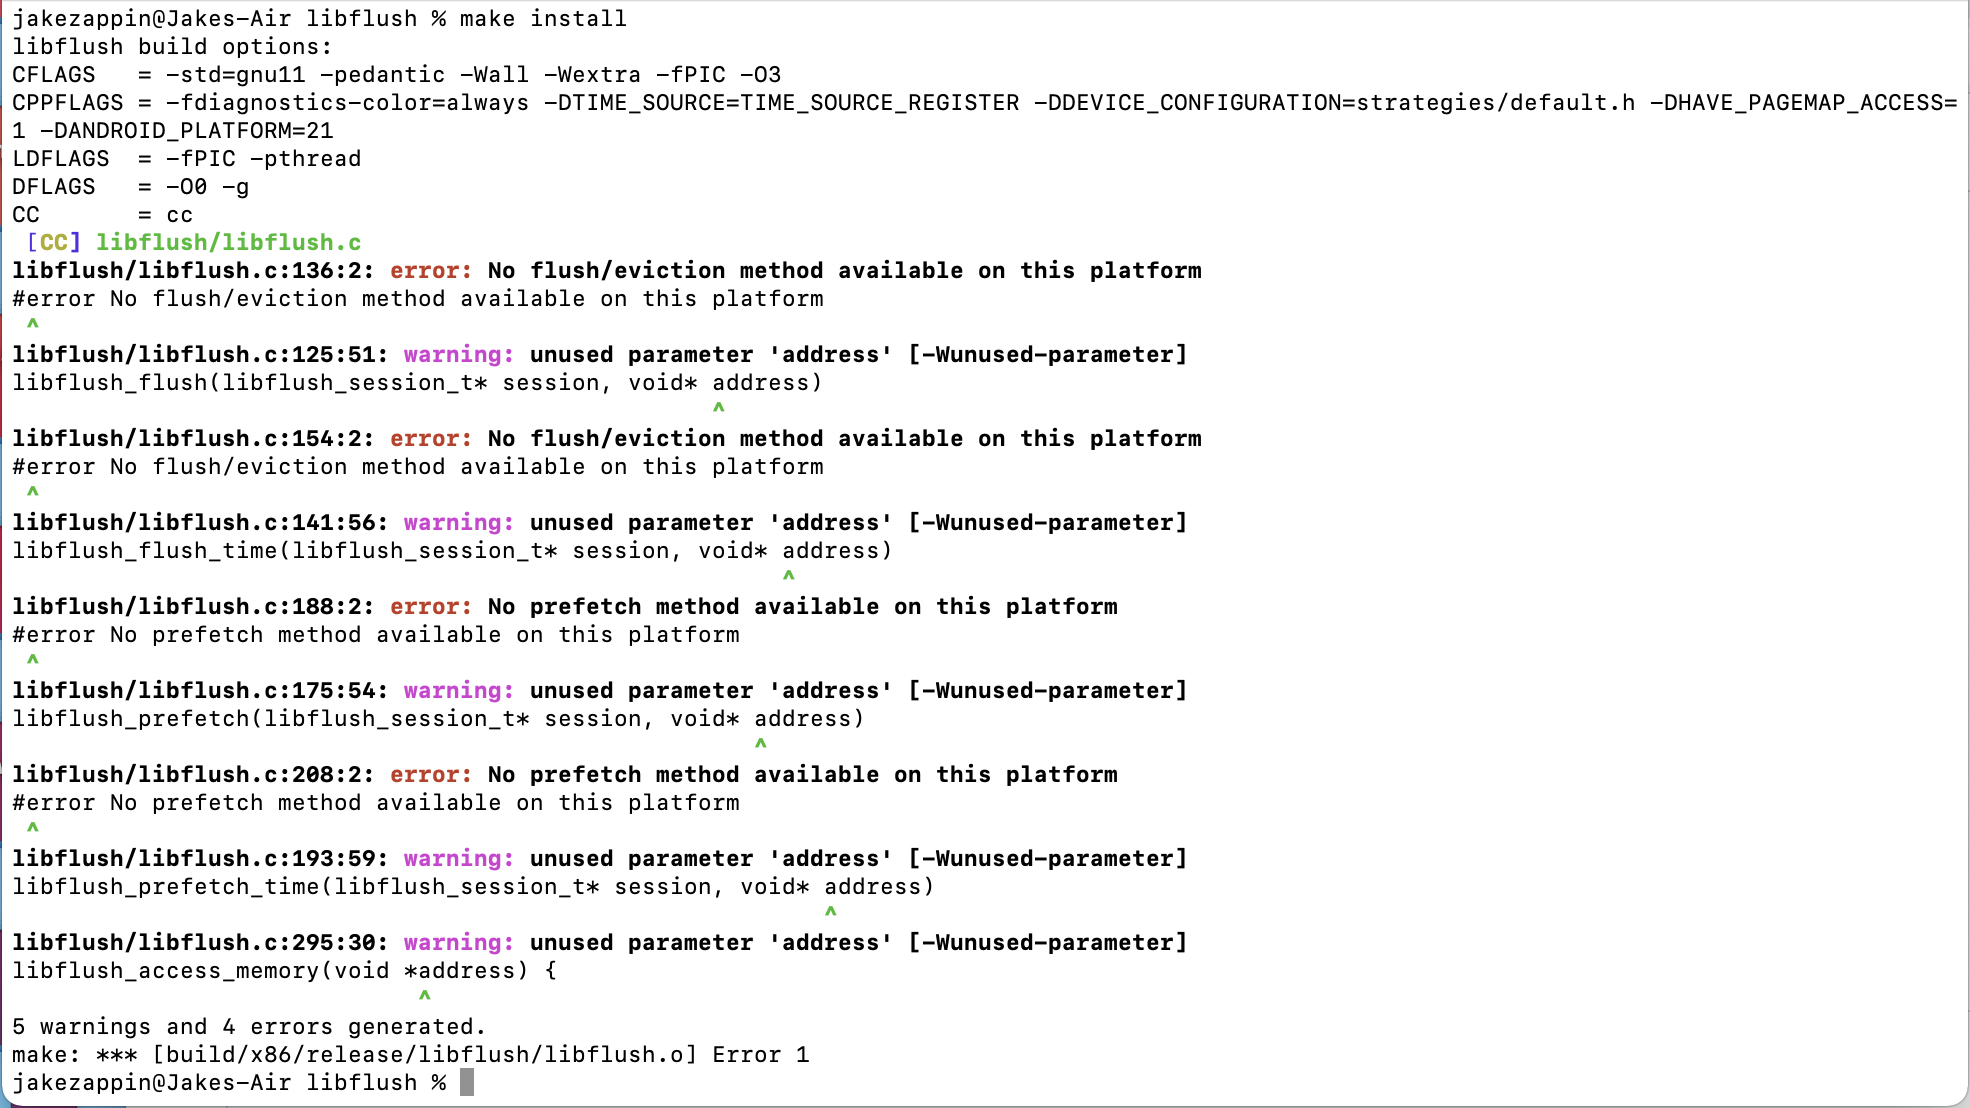 jakezappin@Jakes-Air libflush % make install
libflush build options:
CFLAGS   = -std=gnu11 -pedantic -Wall -Wextra -fPIC -O3
CPPFLAGS = -fdiagnostics-color=always -DTIME_SOURCE=TIME_SOURCE_REGISTER -DDEVICE_CONFIGURATION=strategies/default.h -DHAVE_PAGEMAP_ACCESS=
1 -DANDROID_PLATFORM=21
LDFLAGS  = -fPIC -pthread
DFLAGS   = -O0 -g
CC       = cc
 [CC] libflush/libflush.c
libflush/libflush.c:136:2: error: No flush/eviction method available on this platform
#error No flush/eviction method available on this platform
 ^
libflush/libflush.c:125:51: warning: unused parameter 'address' [-Wunused-parameter]
libflush_flush(libflush_session_t* session, void* address)
                                                  ^
libflush/libflush.c:154:2: error: No flush/eviction method available on this platform
#error No flush/eviction method available on this platform
 ^
libflush/libflush.c:141:56: warning: unused parameter 'address' [-Wunused-parameter]
libflush_flush_time(libflush_session_t* session, void* address)
                                                       ^
libflush/libflush.c:188:2: error: No prefetch method available on this platform
#error No prefetch method available on this platform
 ^
libflush/libflush.c:175:54: warning: unused parameter 'address' [-Wunused-parameter]
libflush_prefetch(libflush_session_t* session, void* address)
                                                     ^
libflush/libflush.c:208:2: error: No prefetch method available on this platform
#error No prefetch method available on this platform
 ^
libflush/libflush.c:193:59: warning: unused parameter 'address' [-Wunused-parameter]
libflush_prefetch_time(libflush_session_t* session, void* address)
                                                          ^
libflush/libflush.c:295:30: warning: unused parameter 'address' [-Wunused-parameter]
libflush_access_memory(void *address) {
                             ^
5 warnings and 4 errors generated.
make: *** [build/x86/release/libflush/libflush.o] Error 1
jakezappin@Jakes-Air libflush %